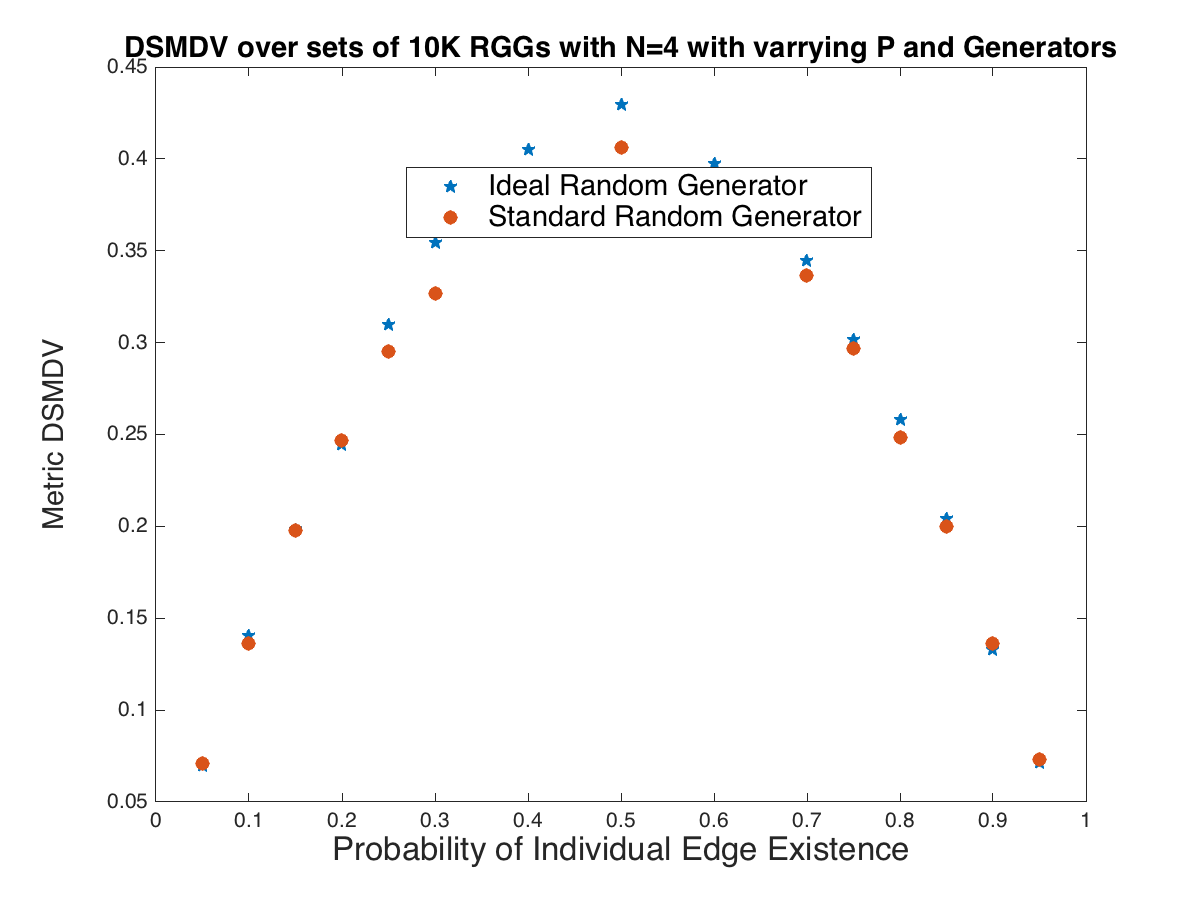 DSMDV over sets of 10K RGGs with N=4 with varrying P and Generators
0.45
0.4
0.35
0.3
0.25
0.2
0.15
0.1
0.05
Metric DSMDV
Ideal Random Generator
Standard Random Generator
0 0.1 0.2 0.3 0.4 0.5 0.6 0.7 0.8 0.9 1
Probability of Individual Edge Existence